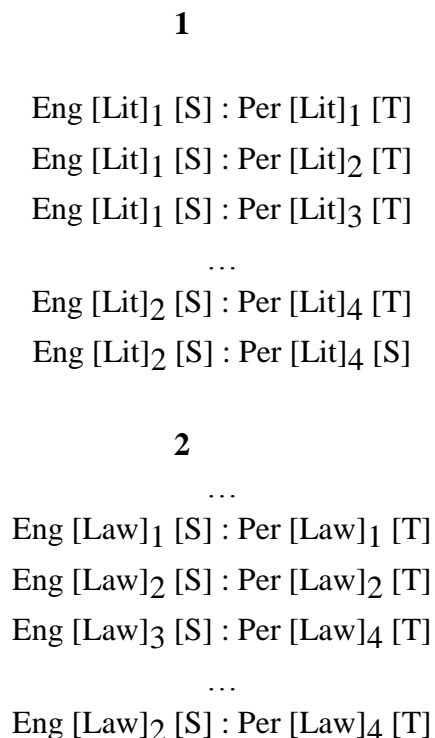 1
Eng [Lit]1 [S] : Per [Lit]1 [T]
Eng [Lit]1 [S] : Per [Lit]2 [T]
Eng [Lit]1 [S] : Per [Lit]3 [T]
…
Eng [Lit]2 [S] : Per [Lit]4 [T]
Eng [Lit]2 [S] : Per [Lit]4 [S]
2
…
Eng [Law]1 [S] : Per [Law]1 [T]
Eng [Law]2 [S] : Per [Law]2 [T]
Eng [Law]3 [S] : Per [Law]4 [T]
…
Eng [Law]2 [S] : Per [Law]4 [T]